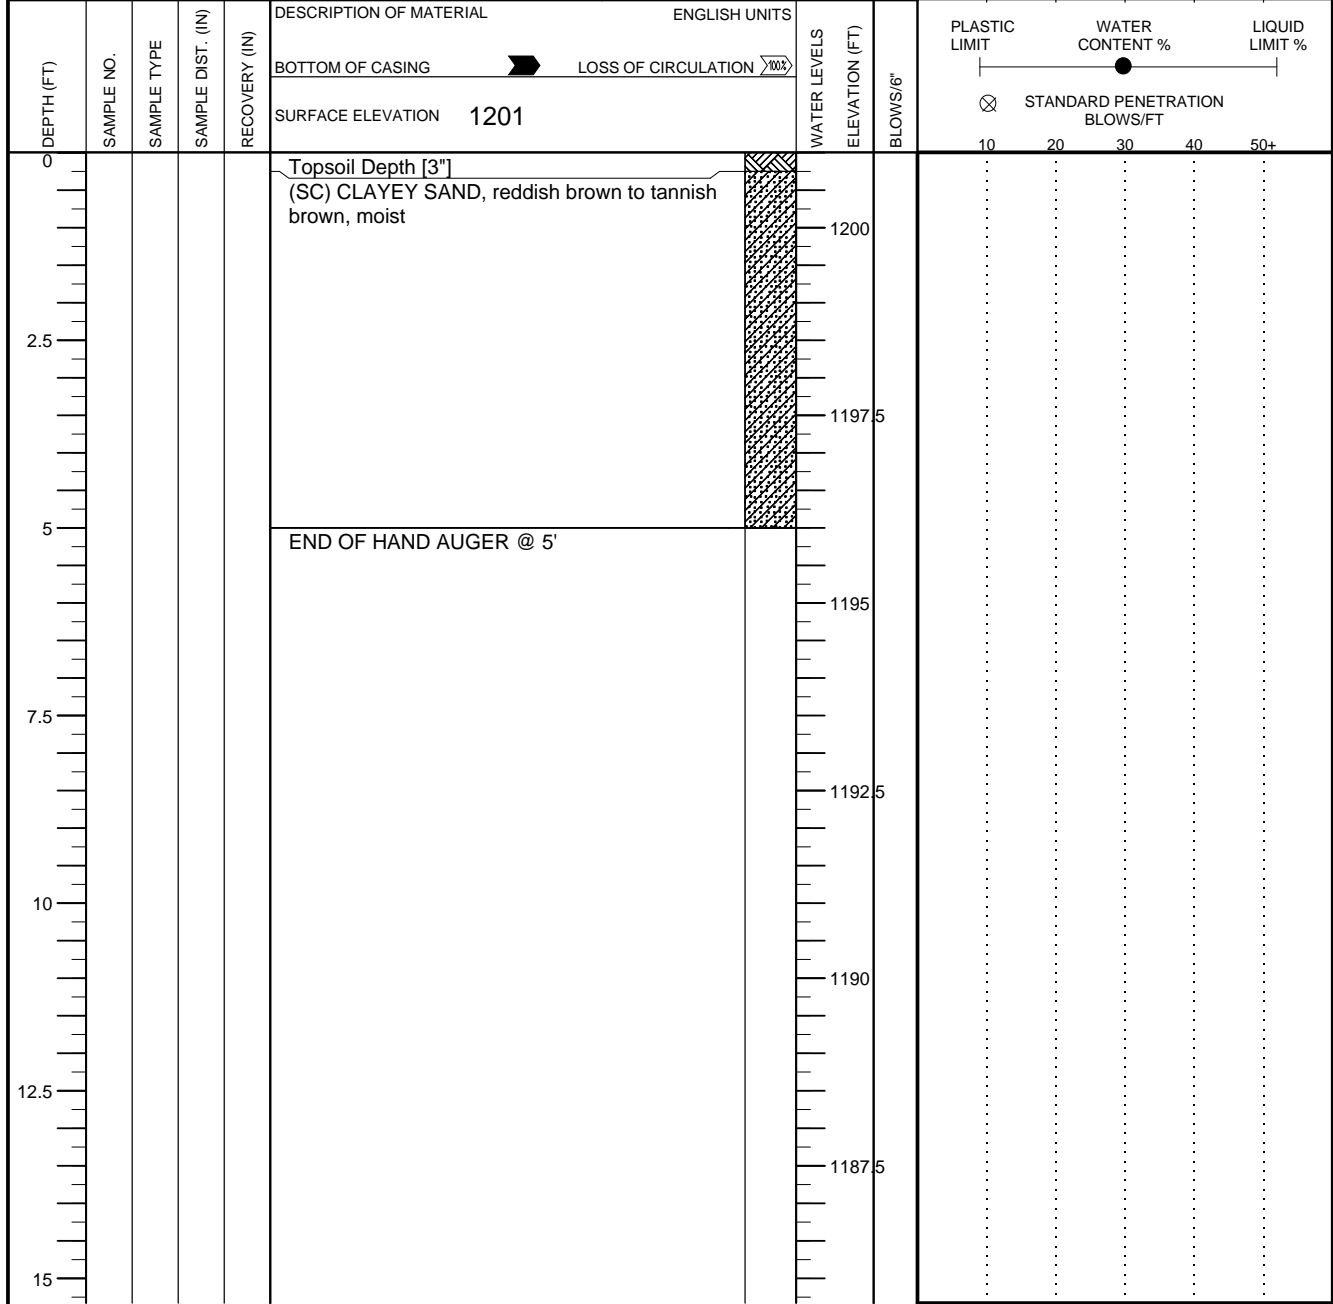 DEPTH (FT)
SAMPLE NO.
SAMPLE TYPE
SAMPLE DIST. (IN)
RECOVERY (IN)
DESCRIPTION OF MATERIAL ENGLISH UNITS
BOTTOM OF CASING LOSS OF CIRCULATION 100%
SURFACE ELEVATION 1201
WATER LEVELS
ELEVATION (FT)
BLOWS/6"
PLASTIC LIMIT
WATER CONTENT %
LIQUID LIMIT %
STANDARD PENETRATION
BLOWS/FT
10 20 30 40 50+
0
Topsoil Depth [3"]
(SC) CLAYEY SAND, reddish brown to tannish
brown, moist
1200
2.5
1197.5
5
END OF HAND AUGER @ 5'
1195
7.5
1192.5
10
1190
12.5
1187.5
15